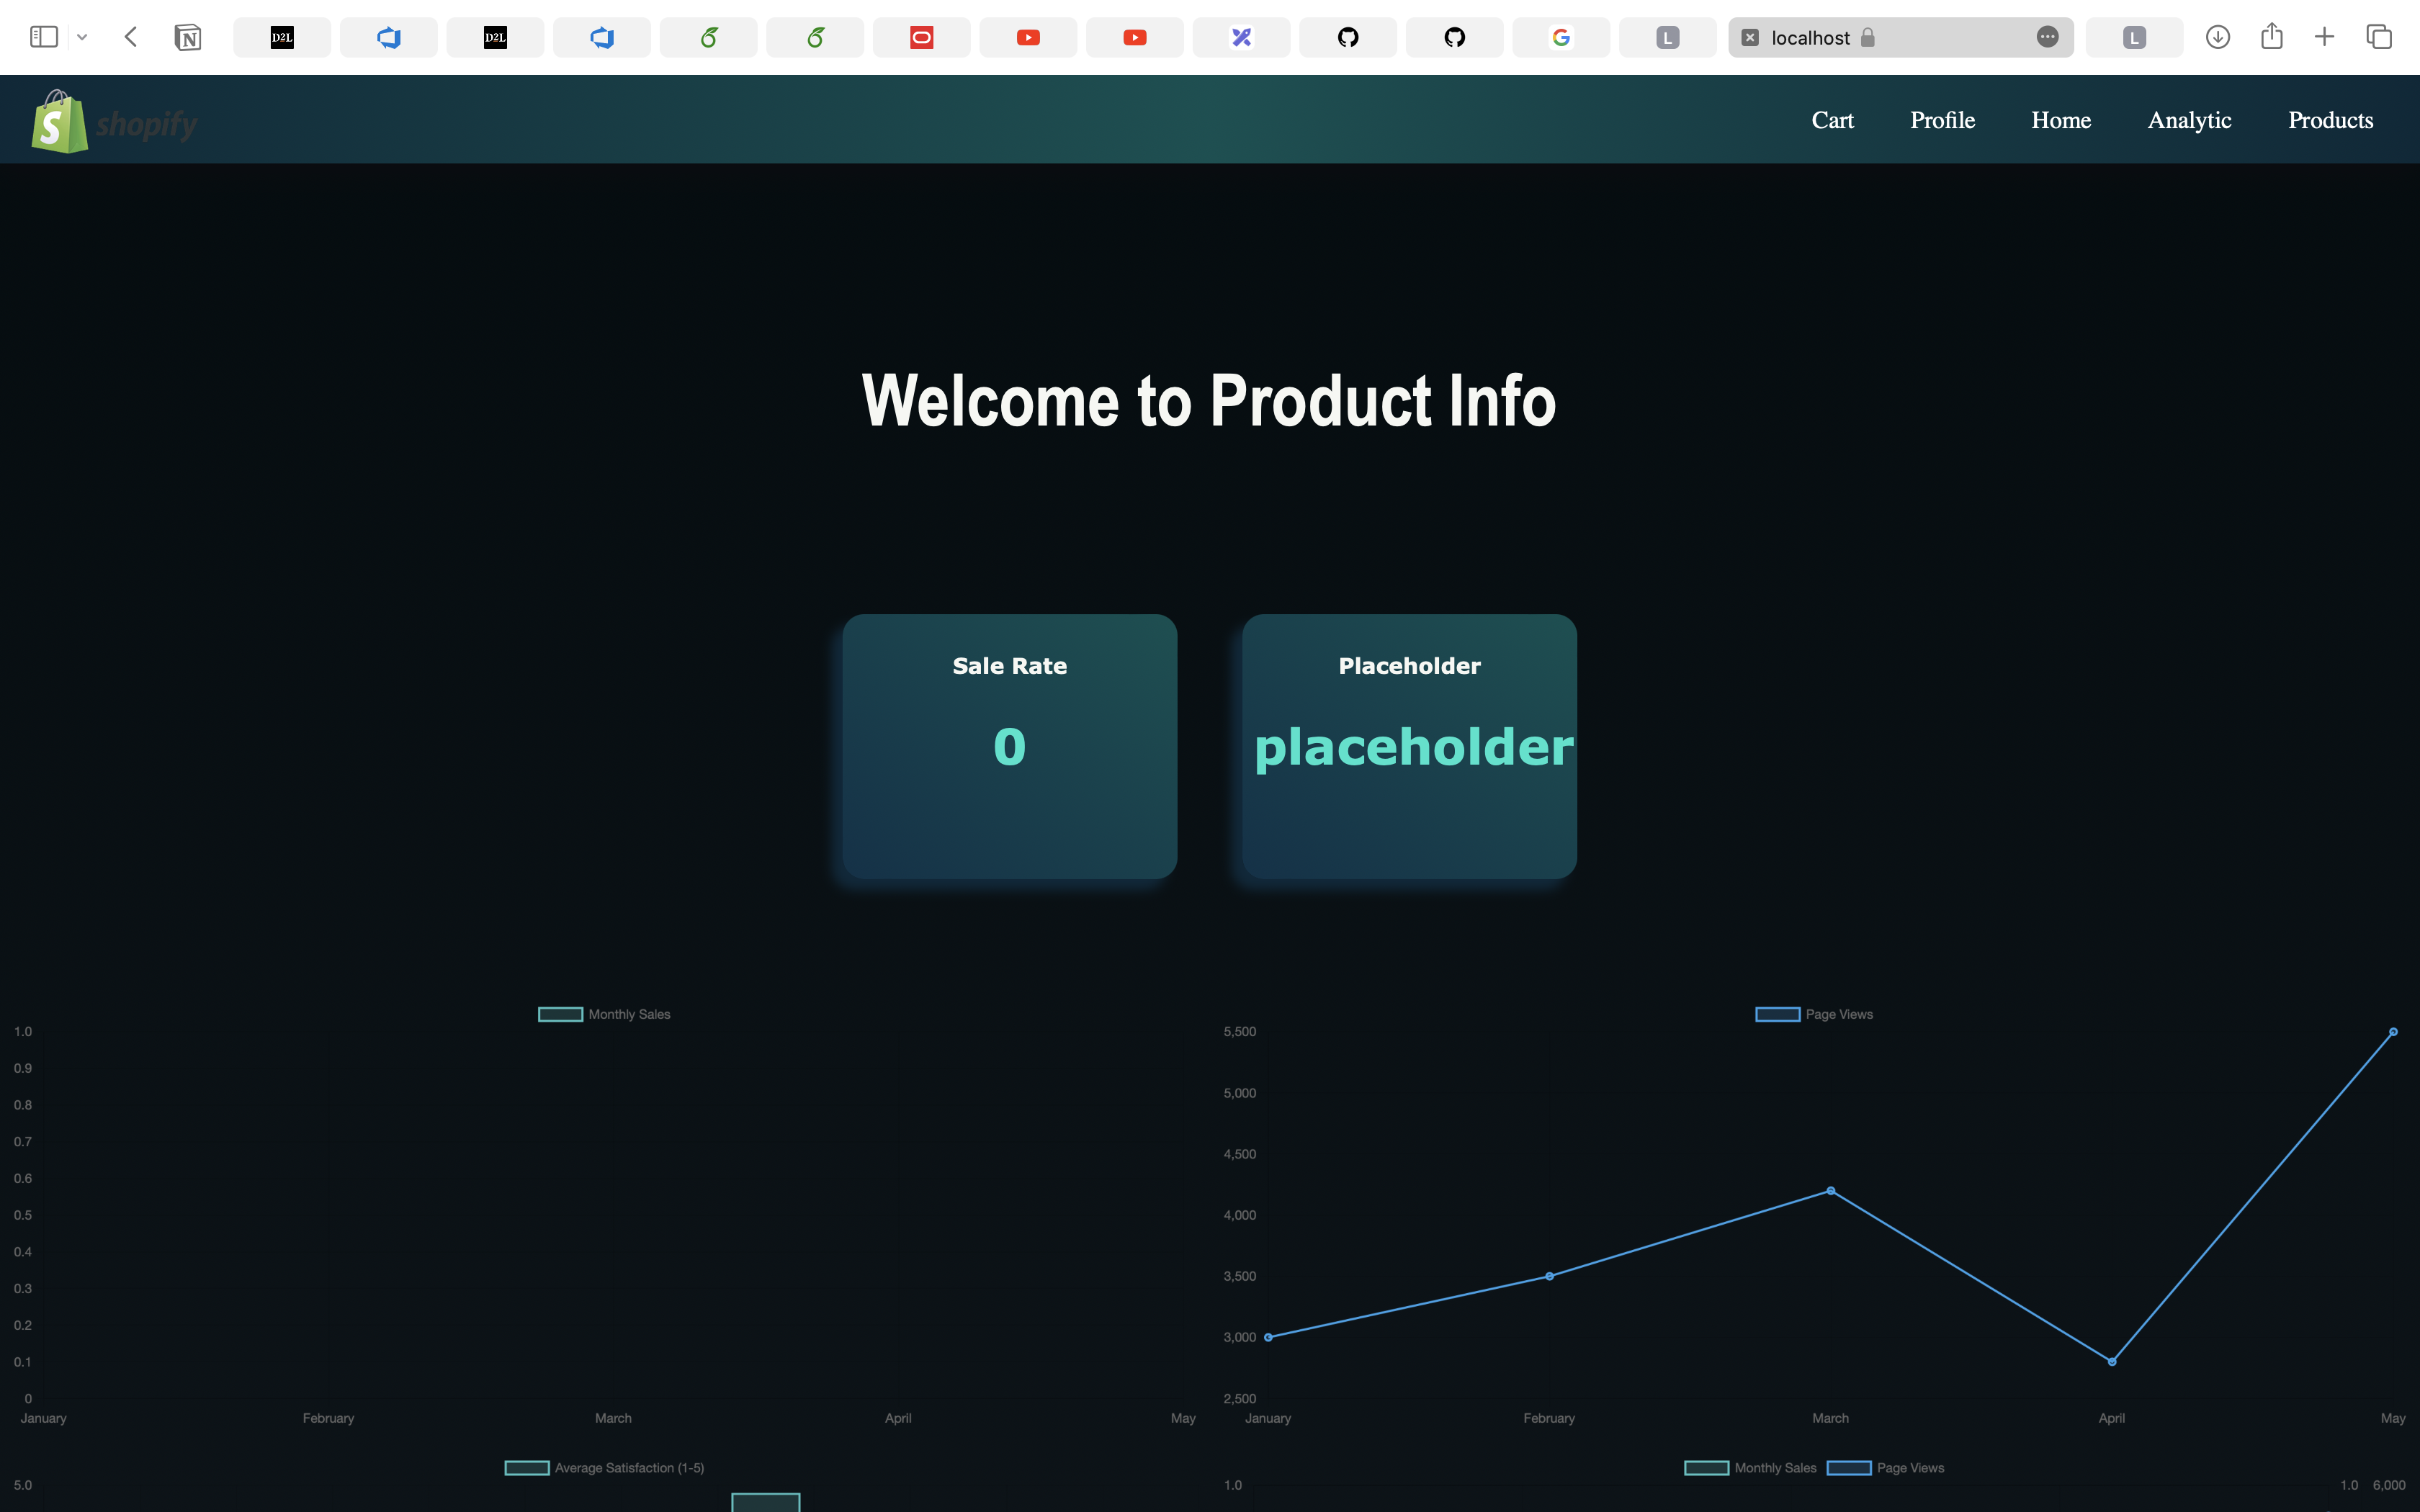 D2L
D2L
L
localhost
L
shopify
Cart Profile Home Analytic Products
Welcome to Product Info
Sale Rate
0
Placeholder
placeholder
Monthly Sales
1.0
0.9
0.8
0.7
0.6
0.5
0.4
0.3
0.2
0.1
0
January February March April May
Page Views
5,500
5,000
4,500
4,000
3,500
3,000
2,500
January February March April May
Average Satisfaction (1-5)
5.0
Monthly Sales Page Views
1.0 1.0 6,000